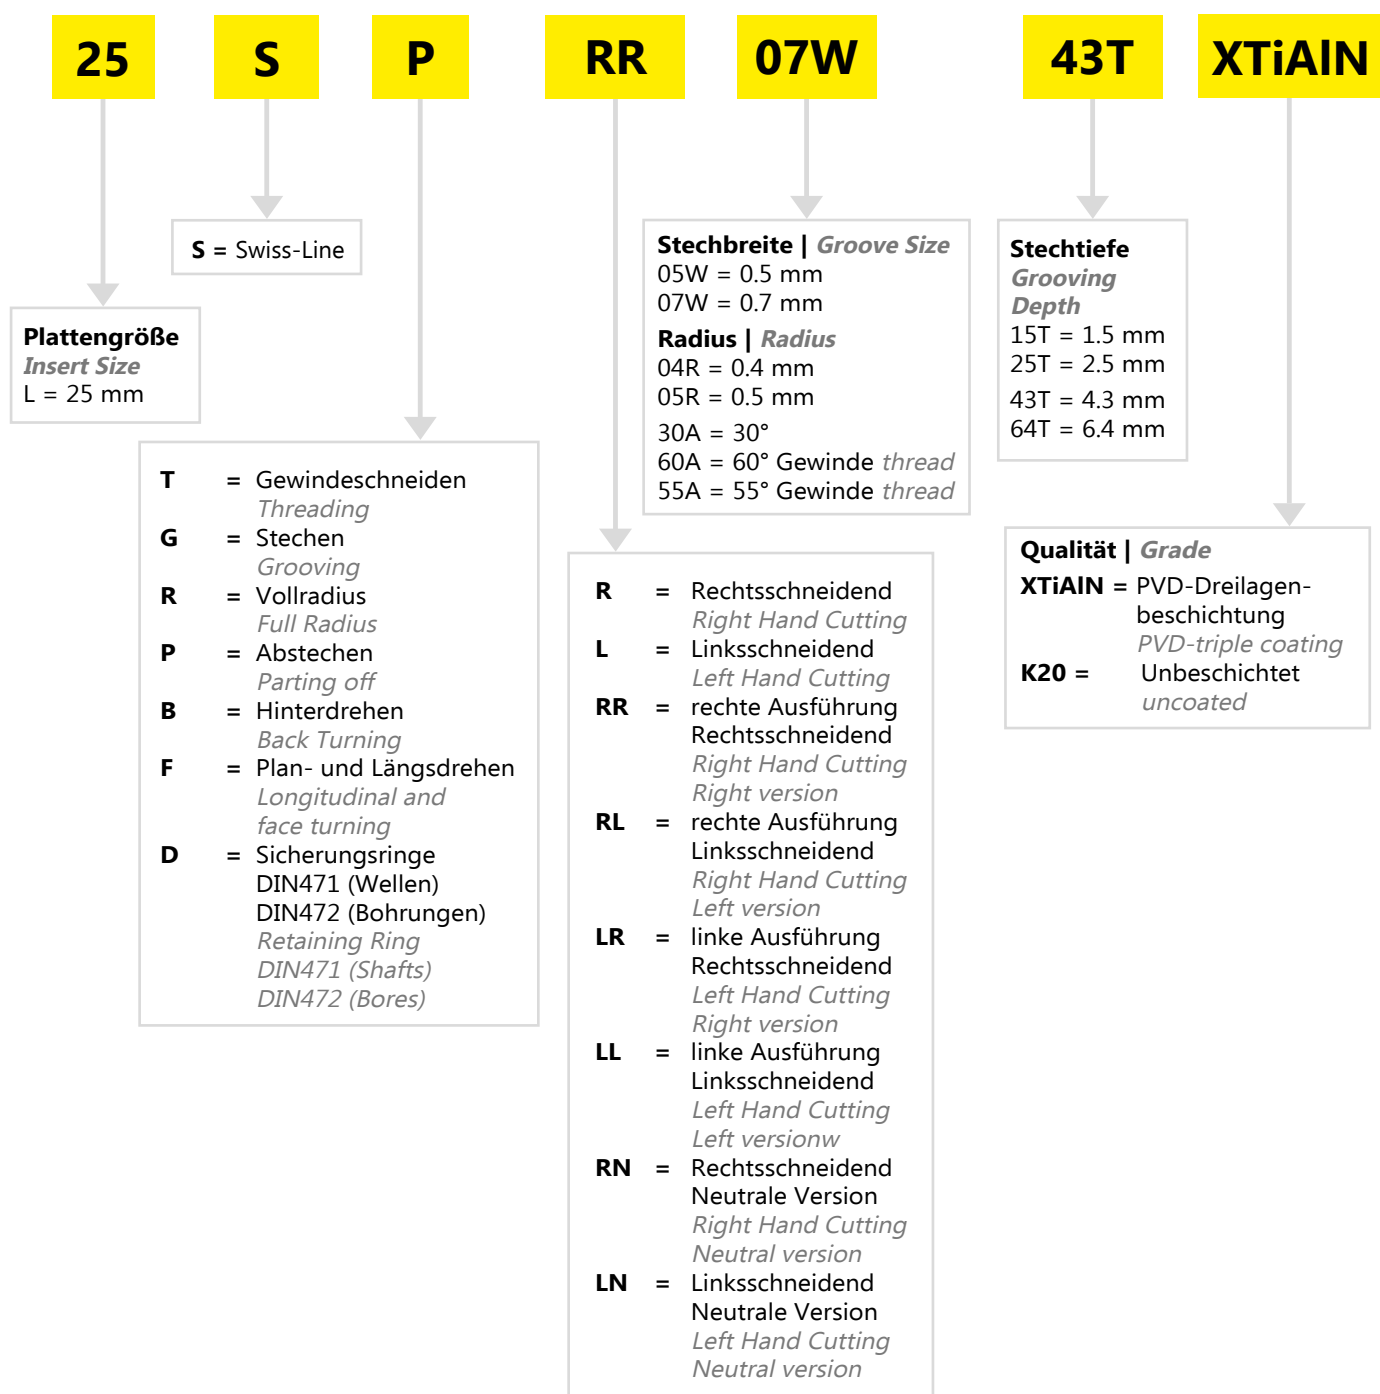 25 S P RR 07W 43T XTiAlN
S = Swiss-Line
Plattengröße
Insert Size
L = 25 mm
T = Gewindeschneiden
Threading
G = Stechen
Grooving
R = Vollradius
Full Radius
P = Abstechen
Parting off
B = Hinterdrehen
Back Turning
F = Plan- und Längsdrehen
Longitudinal and
face turning
D = Sicherungsringe
DIN471 (Wellen)
DIN472 (Bohrungen)
Retaining Ring
DIN471 (Shafts)
DIN472 (Bores)
R = Rechtsschneidend
Right Hand Cutting
L = Linksschneidend
Left Hand Cutting
RR = rechte Ausführung
Rechtsschneidend
Right Hand Cutting
Right version
RL = rechte Ausführung
Linksschneidend
Right Hand Cutting
Left version
LR = linke Ausführung
Rechtsschneidend
Left Hand Cutting
Right version
LL = linke Ausführung
Linksschneidend
Left Hand Cutting
Left versionw
RN = Rechtsschneidend
Neutrale Version
Right Hand Cutting
Neutral version
LN = Linksschneidend
Neutrale Version
Left Hand Cutting
Neutral version
Stechbreite | Groove Size
05W = 0.5 mm
07W = 0.7 mm
Radius | Radius
04R = 0.4 mm
05R = 0.5 mm
30A = 30°
60A = 60° Gewinde thread
55A = 55° Gewinde thread
Stechtiefe
Grooving
Depth
15T = 1.5 mm
25T = 2.5 mm
43T = 4.3 mm
64T = 6.4 mm
Qualität | Grade
XTiAlN = PVD-Dreilagen-
beschichtung
PVD-triple coating
K20 = Unbeschichtet
uncoated